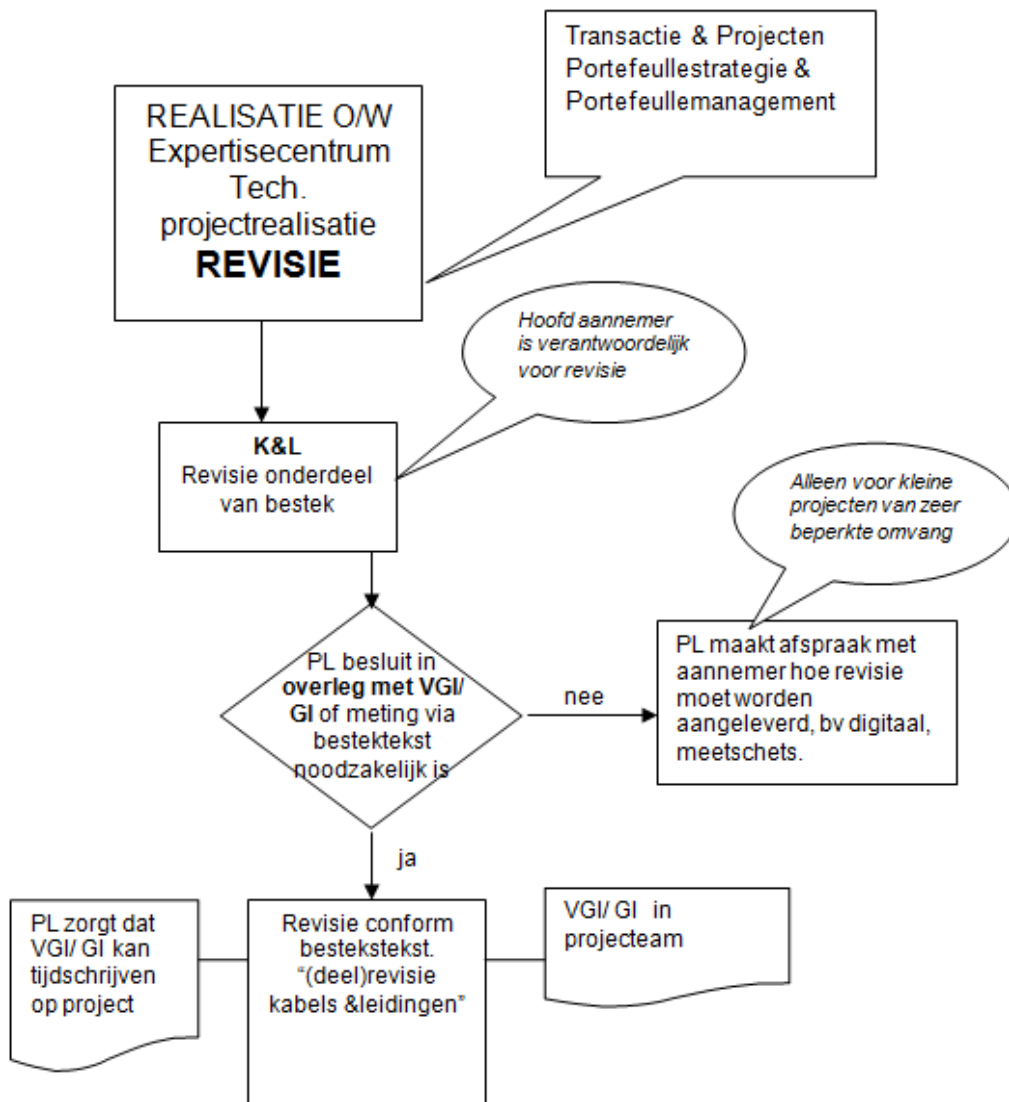 Transactie & Projecten
Portefeullestrategie &
Portefeullemanagement
REALISATIE O/W
Expertisecentrum
Tech.
projectrealisatie
REVISIE
Hoofd aannemer
is verantwoordelijk
voor revisie
K&L
Revisie onderdeel
van bestek
Alleen voor kleine
projecten van zeer
beperkte omvang
PL besluit in
overleg met VGI/
GI of meting via
bestektekst
noodzakelijk is
nee
PL maakt afspraak met
aannemer hoe revisie
moet worden
aangeleverd, bv digitaal,
meetschets.
ja
PL zorgt dat
VGI/ GI kan
tijdschrijven
op project
Revisie conform
bestekstekst.
“(deel)revisie
kabels &leidingen”
VGI/ GI in
projecteam